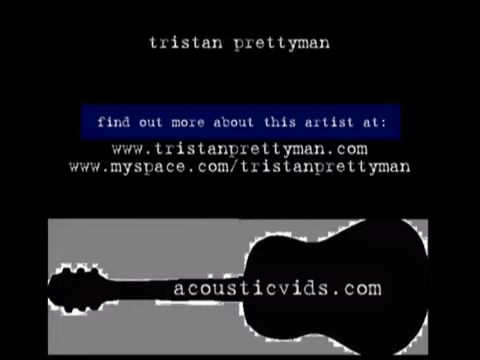 tristan prettyman
find out more about this artist at:
www.tristanprettyman.com
www.myspace.com/tristanprettyman
acousticvids.com